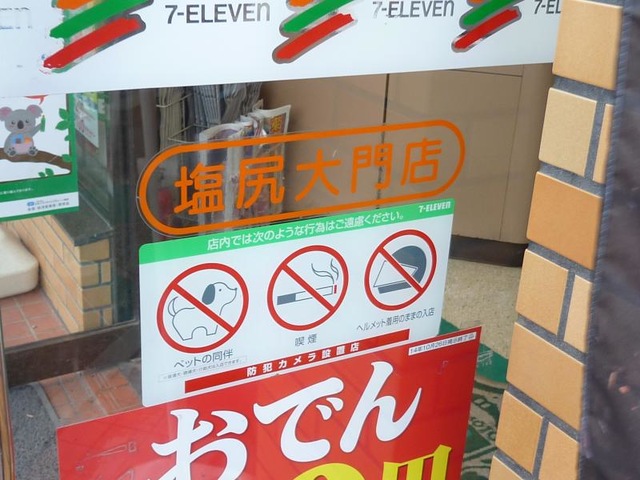 7-ELEVEn
7-ELEVEn
7-EL
塩尻大門店
7-ELEVEn
店内では次のような行為はご遠慮ください。
ペットの同伴
喫煙
ヘルメット着用のままの入店
防犯カメラ設置店
おでん
円